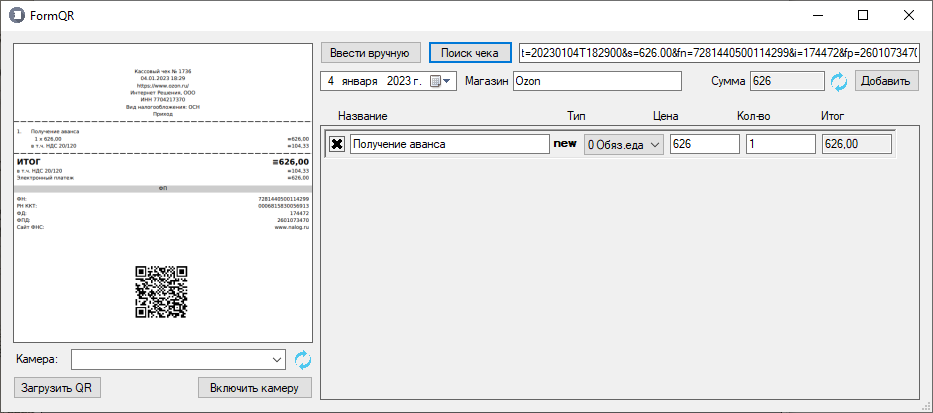 FormQR
Кассовый чек № 1736
04.01.2023 18:29
https://www.ozon.ru/
Интернет Решения, ООО
ИНН 7704217370
Вид налогообложения: ОСН
Приход
1. Получение аванса
1 x 626.00 =626,00
в т.ч. НДС 20/120 =104,33
ИТОГ =626,00
в т.ч. НДС 20/120 =104,33
Электронный платеж =626,00
ФП
ФН: 7281440500114299
РН ККТ: 0006815830056913
ФД: 174472
ФПД: 2601073470
Сайт ФНС: www.nalog.ru
Камера:
Загрузить QR Включить камеру
Ввести вручную Поиск чека t=20230104T182900&s=626.00&fn=7281440500114299&i=174472&fp=2601073470
4 января 2023 г. Магазин Ozon Сумма 626 Добавить
Название Тип Цена Кол-во Итог
Получение аванса new 0 Обяз.еда 626 1 626,00